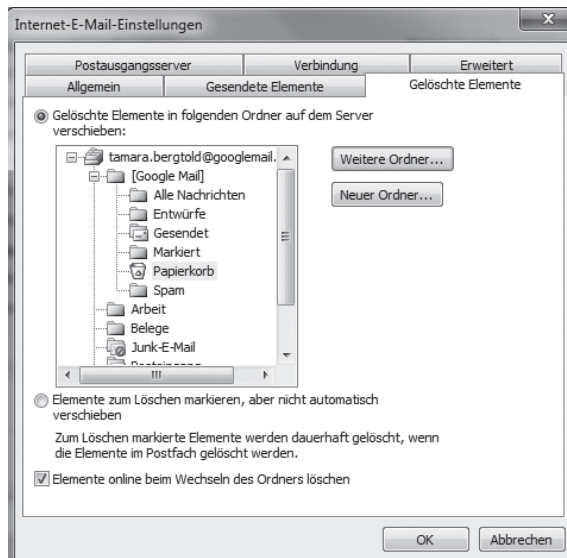 Internet-E-Mail-Einstellungen
Postausgangsserver
Verbindung
Erweitert
Allgemein
Gesendete Elemente
Gelöschte Elemente
Gelöschte Elemente in folgenden Ordner auf dem Server
verschieben:
tamara.bergtold@googlemail.
[Google Mail]
Alle Nachrichten
Entwürfe
Gesendet
Markiert
Papierkorb
Spam
Arbeit
Belege
Junk-E-Mail
Weitere Ordner...
Neuer Ordner...
Elemente zum Löschen markieren, aber nicht automatisch
verschieben
Zum Löschen markierte Elemente werden dauerhaft gelöscht, wenn
die Elemente im Postfach gelöscht werden.
Elemente online beim Wechseln des Ordners löschen
OK
Abbrechen